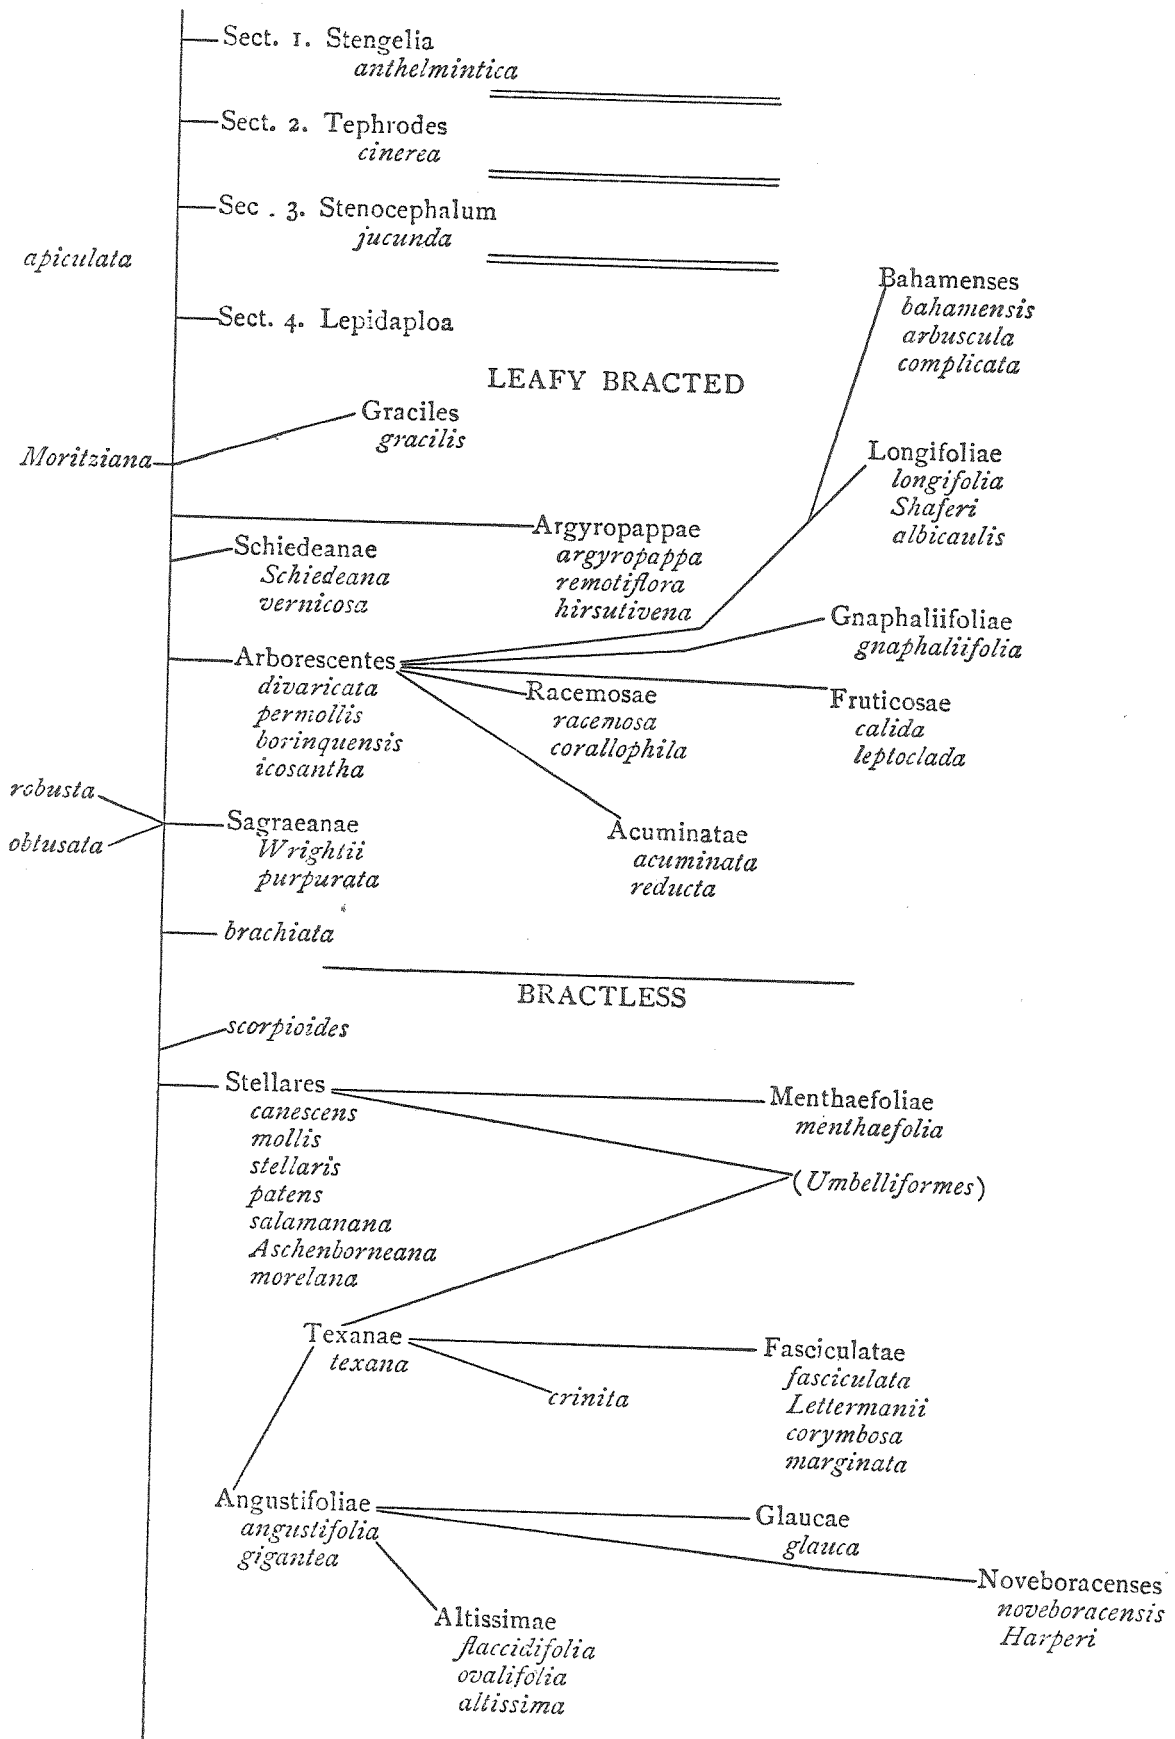 Sect. 1. Stengelia
anthelmintica
Sect. 2. Tephrodes
cinerea
Sec . 3. Stenocephalum
jucunda
apiculata
Sect. 4. Lepidaploa
Bahamenses
bahamensis
arbuscula
complicata
LEAFY BRACTED
Graciles
gracilis
Moritziana
Longifoliae
longifolia
Shaferi
albicaulis
Argyropappae
argyropappa
remotiflora
hirsutivena
Schiedeanae
Schiedeana
vernicosa
Gnaphaliifoliae
gnaphaliifolia
Arborescentes
divaricata
permollis
borinquensis
icosantha
Racemosae
racemosa
corallophila
Fruticosae
calida
leptoclada
robusta
obtusata
Sagraeanae
Wrightii
purpurata
Acuminatae
acuminata
reducta
brachiata
BRACTLESS
scorpioides
Stellares
canescens
mollis
stellaris
patens
salamanana
Aschenborneana
morelana
Menthaefoliae
menthaefolia
(Umbelliformes)
Texanae
texana
crinita
Fasciculatae
fasciculata
Lettermanii
corymbosa
marginata
Angustifoliae
angustifolia
gigantea
Glaucae
glauca
Noveboracenses
noveboracensis
Harperi
Altissimae
flaccidifolia
ovalifolia
altissima